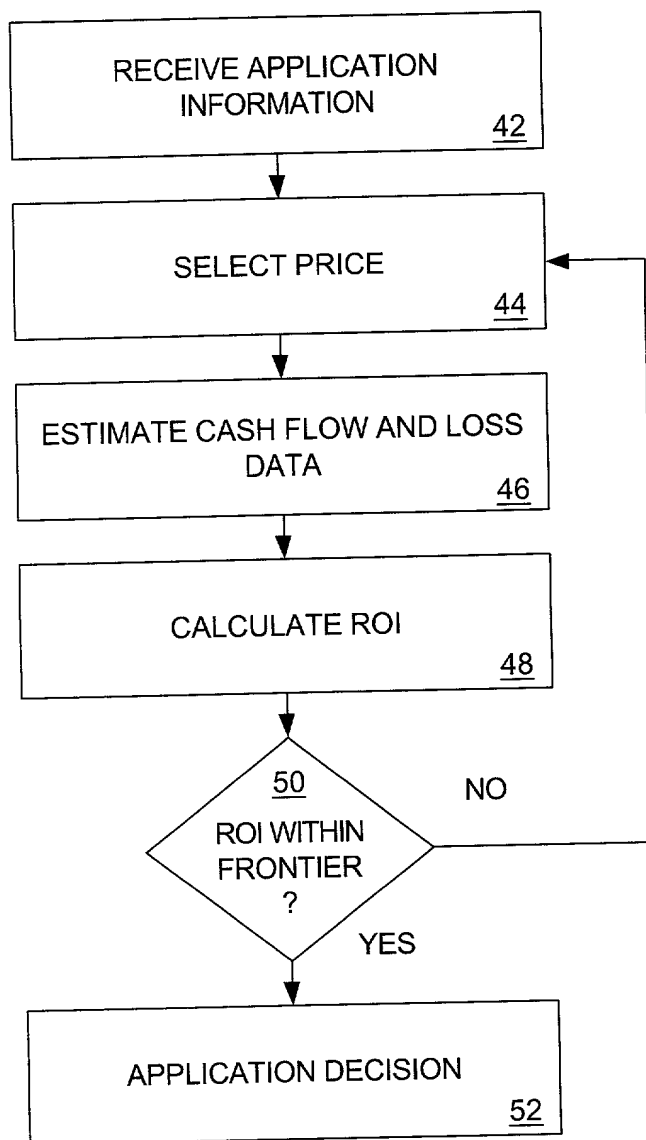 RECEIVE APPLICATION
INFORMATION
42
SELECT PRICE
44
ESTIMATE CASH FLOW AND LOSS
DATA
46
CALCULATE ROI
48
50
NO
ROI WITHIN
FRONTIER
?
YES
APPLICATION DECISION
52